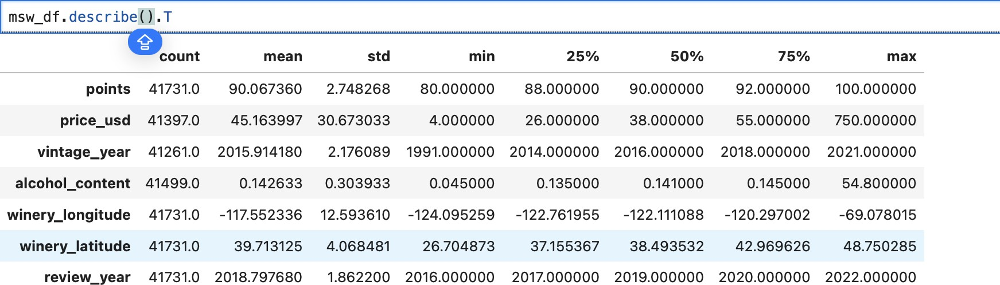 msw_df.describe().T
count mean std min 25% 50% 75% max
points 41731.0 90.067360 2.748268 80.000000 88.000000 90.000000 92.000000 100.000000
price_usd 41397.0 45.163997 30.673033 4.000000 26.000000 38.000000 55.000000 750.000000
vintage_year 41261.0 2015.914180 2.176089 1991.000000 2014.000000 2016.000000 2018.000000 2021.000000
alcohol_content 41499.0 0.142633 0.303933 0.045000 0.135000 0.141000 0.145000 54.800000
winery_longitude 41731.0 -117.552336 12.593610 -124.095259 -122.761955 -122.111088 -120.297002 -69.078015
winery_latitude 41731.0 39.713125 4.068481 26.704873 37.155367 38.493532 42.969626 48.750285
review_year 41731.0 2018.797680 1.862200 2016.000000 2017.000000 2019.000000 2020.000000 2022.000000